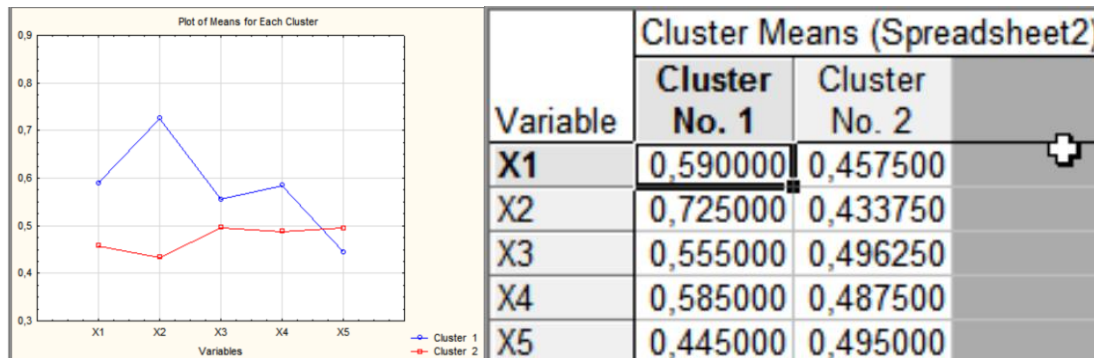 Plot of Means for Each Cluster
0,9
0,8
0,7
0,6
0,5
0,4
0,3
X1 X2 X3 X4 X5
Variables
Cluster 1
Cluster 2
Cluster Means (Spreadsheet2)
Variable Cluster No. 1 Cluster No. 2
X1 0,590000 0,457500
X2 0,725000 0,433750
X3 0,555000 0,496250
X4 0,585000 0,487500
X5 0,445000 0,495000